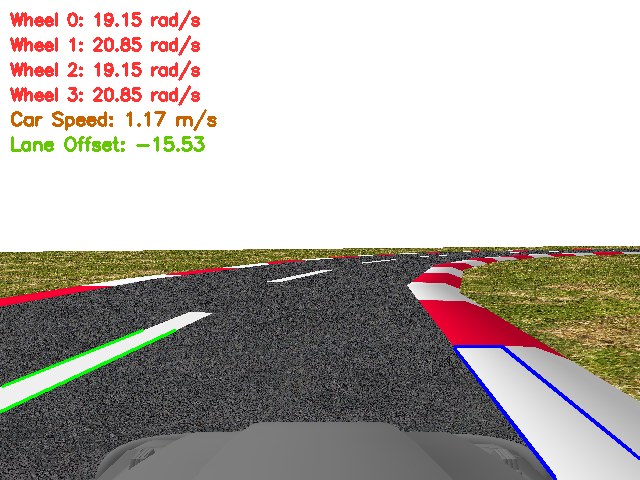 Wheel 0: 19.15 rad/s
Wheel 1: 20.85 rad/s
Wheel 2: 19.15 rad/s
Wheel 3: 20.85 rad/s
Car Speed: 1.17 m/s
Lane Offset: -15.53